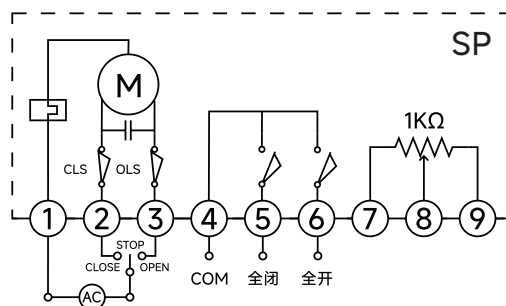 SP
M
1KΩ
CLS OLS
1 2 3 4 5 6 7 8 9
STOP
CLOSE OPEN
COM 全闭 全开
AC